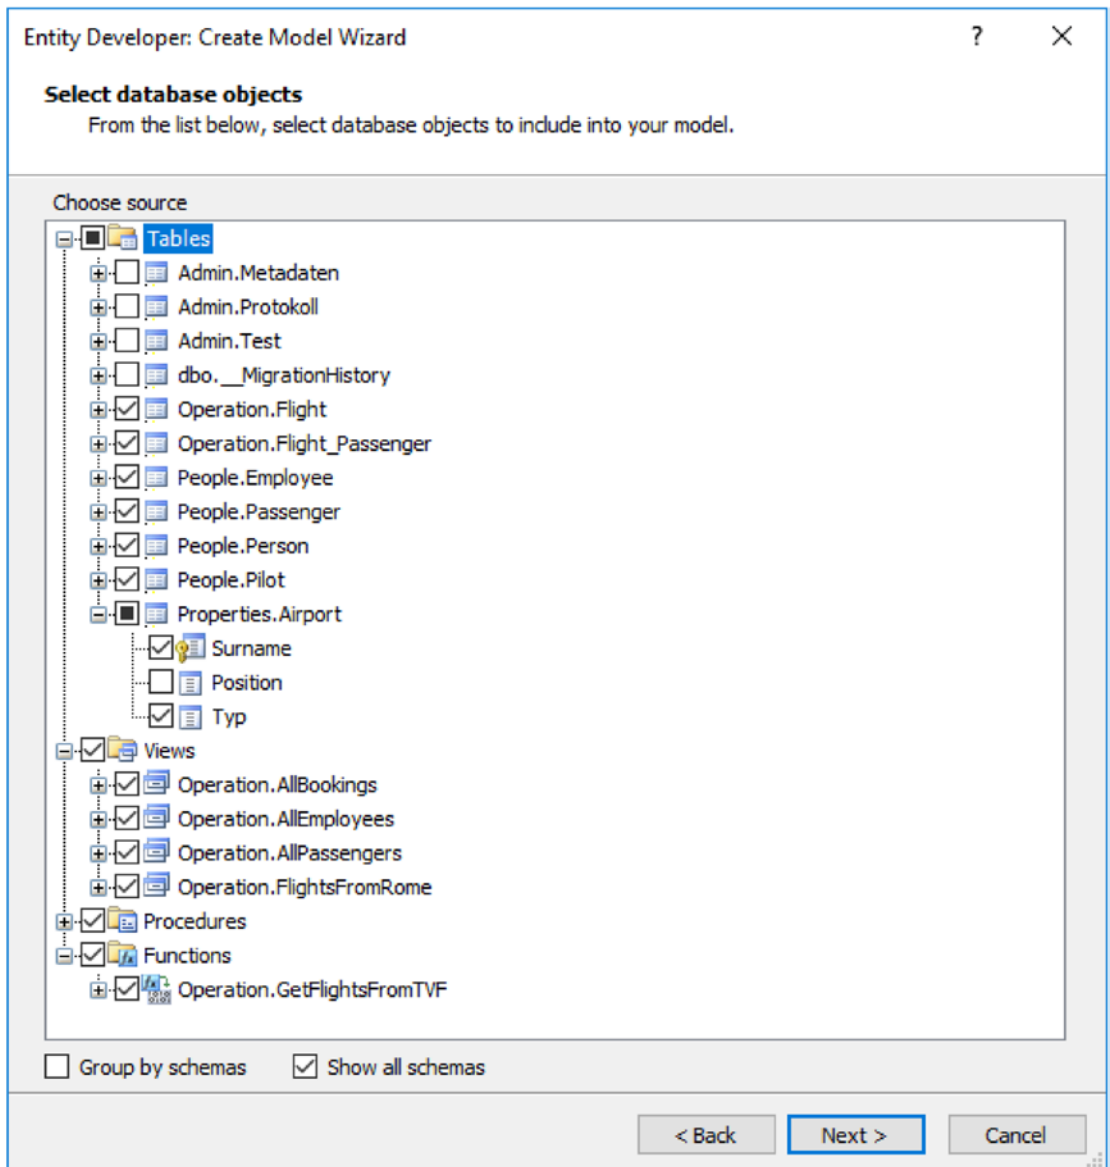 Entity Developer: Create Model Wizard ?
Select database objects
From the list below, select database objects to include into your model.
Choose source
Tables
Admin.Metadaten
Admin.Protokoll
Admin.Test
dbo.__MigrationHistory
Operation.Flight
Operation.Flight_Passenger
People.Employee
People.Passenger
People.Person
People.Pilot
Properties.Airport
Surname
Position
Typ
Views
Operation.AllBookings
Operation.AllEmployees
Operation.AllPassengers
Operation.FlightsFromRome
Procedures
Functions
Operation.GetFlightsFromTVF
Group by schemas Show all schemas
< Back Next > Cancel